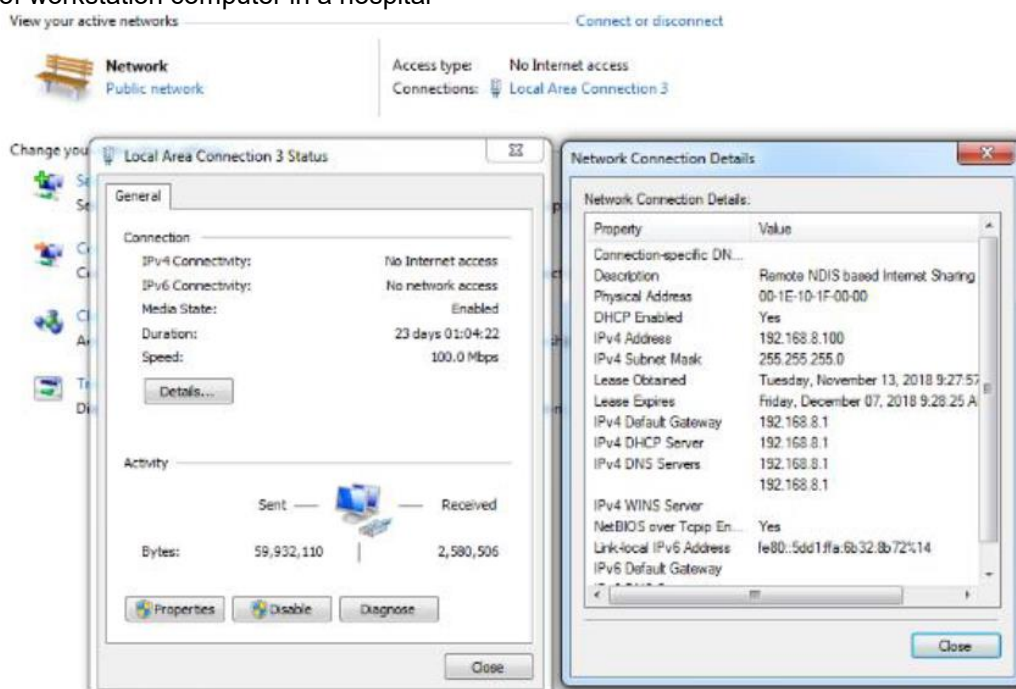 of workstation computer in a hospital
View your active networks
Connect or disconnect
Network
Public network
Access type: No Internet access
Connections: Local Area Connection 3
Change you
Local Area Connection 3 Status
General
Connection
IPv4 Connectivity: No Internet access
IPv6 Connectivity: No network access
Media State: Enabled
Duration: 23 days 01:04:22
Speed: 100.0 Mbps
Details...
Activity
Sent — Received
Bytes: 59,932,110 2,580,506
Properties Disable Diagnose
Close
Network Connection Details
Network Connection Details:
Property Value
Connection-specific DN...
Description Remote NDIS based Internet Sharing
Physical Address 00-1E-10-1F-00-00
DHCP Enabled Yes
IPv4 Address 192.168.8.100
IPv4 Subnet Mask 255.255.255.0
Lease Obtained Tuesday, November 13, 2018 9:27:57
Lease Expires Friday, December 07, 2018 9:28:25 A
IPv4 Default Gateway 192.168.8.1
IPv4 DHCP Server 192.168.8.1
IPv4 DNS Servers 192.168.8.1
192.168.8.1
IPv4 WINS Server
NetBIOS over Tcpip En... Yes
Link-local IPv6 Address fe80::5dd1:ffa:6b32:8b72%14
IPv6 Default Gateway
Close